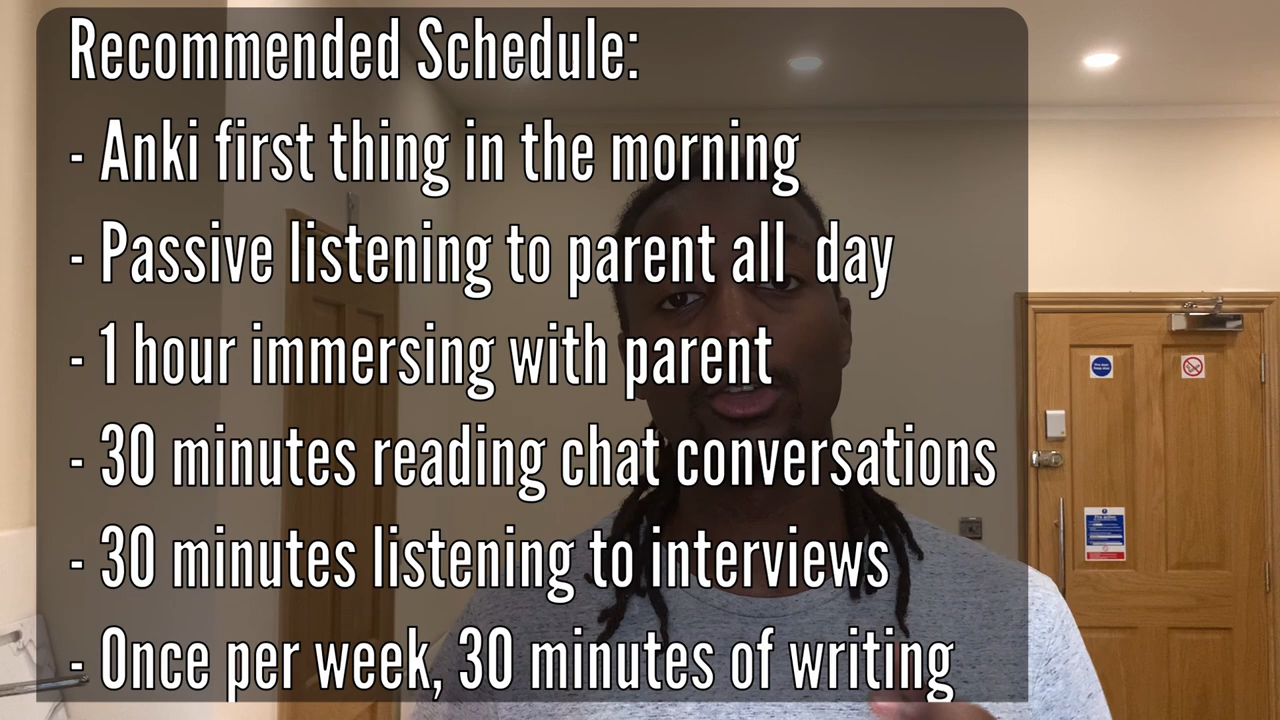 Recommended Schedule:
- Anki first thing in the morning
- Passive listening to parent all day
- 1 hour immersing with parent
- 30 minutes reading chat conversations
- 30 minutes listening to interviews
- Once per week, 30 minutes of writing